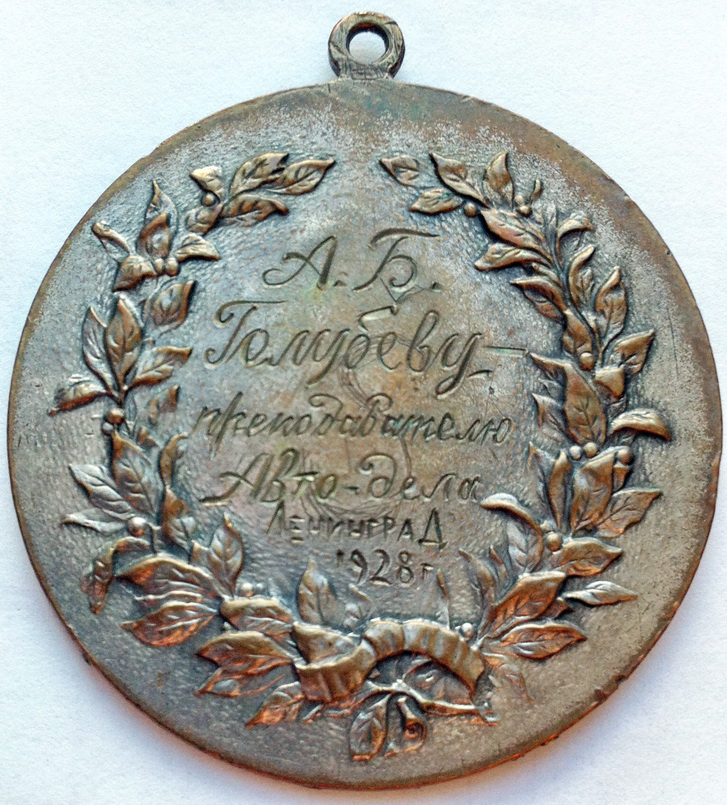 А. Б.
Голубеву-
преподавателю
Авто-дела
Ленинград
1928 г